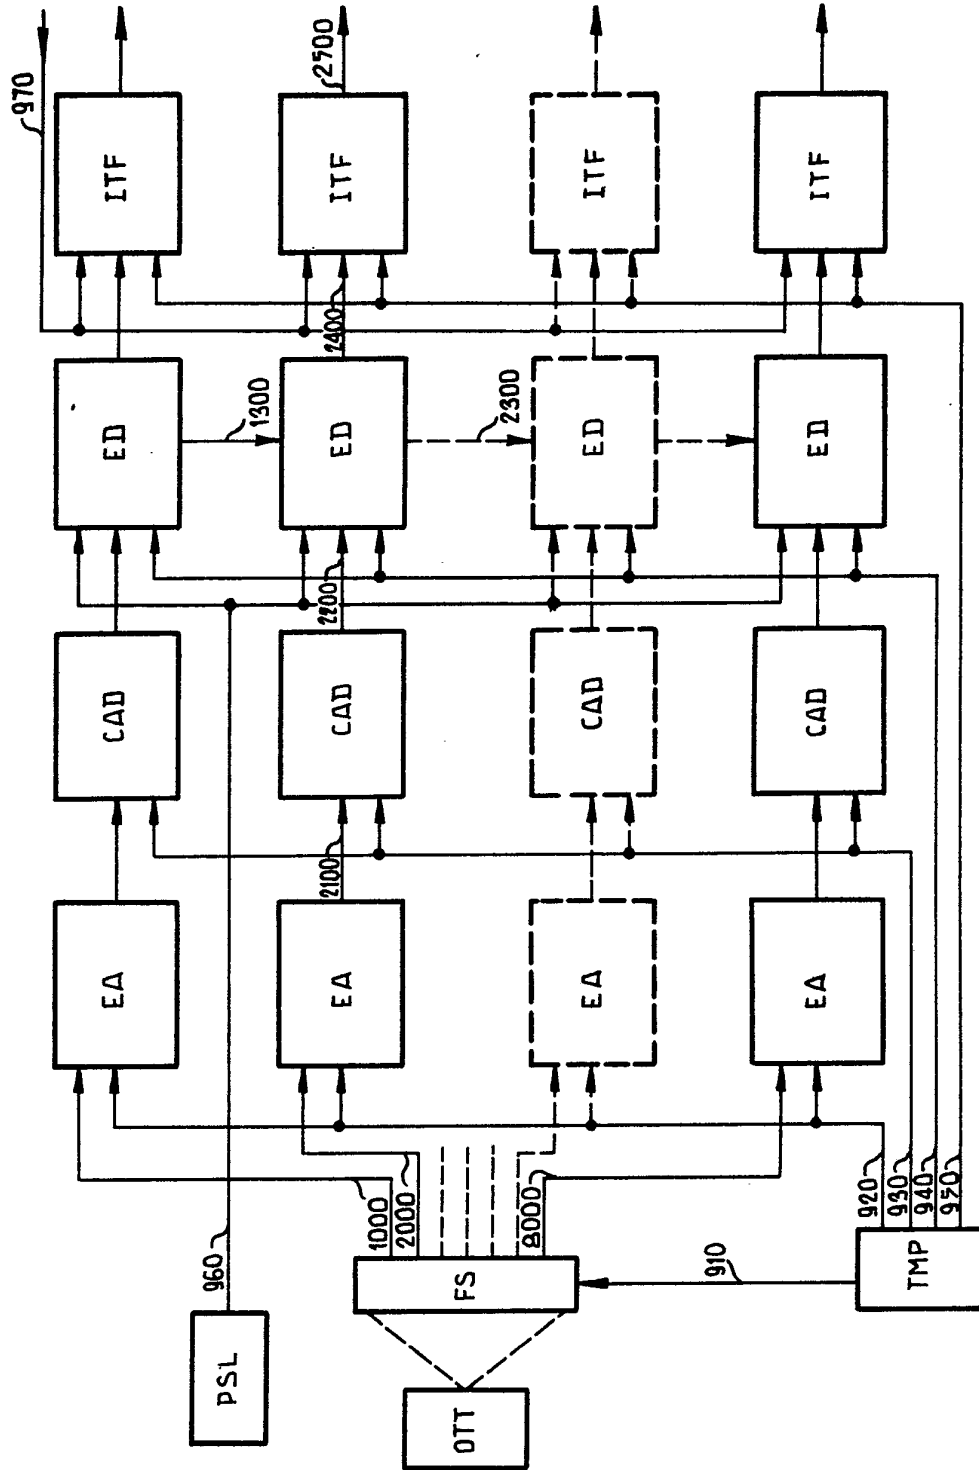 970
EA CAD ED ITF
960
PSL
1300
2500
2100 2200 2400
EA CAD ED ITF
1000
2000
OTT FS
2300
8000
EA CAD ED ITF
910
EA CAD ED ITF
920
930
TMP
940
950